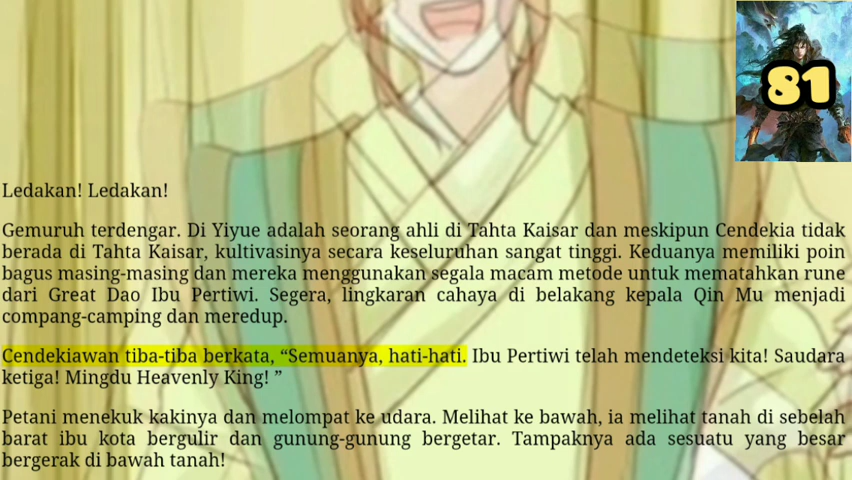 81
Ledakan! Ledakan!
Gemuruh terdengar. Di Yiyue adalah seorang ahli di Tahta Kaisar dan meskipun Cendekia tidak
berada di Tahta Kaisar, kultivasinya secara keseluruhan sangat tinggi. Keduanya memiliki poin
bagus masing-masing dan mereka menggunakan segala macam metode untuk mematahkan rune
dari Great Dao Ibu Pertiwi. Segera, lingkaran cahaya di belakang kepala Qin Mu menjadi
compang-camping dan meredup.
Cendekiawan tiba-tiba berkata, “Semuanya, hati-hati. Ibu Pertiwi telah mendeteksi kita! Saudara
ketiga! Mingdu Heavenly King! ”
Petani menekuk kakinya dan melompat ke udara. Melihat ke bawah, ia melihat tanah di sebelah
barat ibu kota bergulir dan gunung-gunung bergetar. Tampaknya ada sesuatu yang besar
bergerak di bawah tanah!